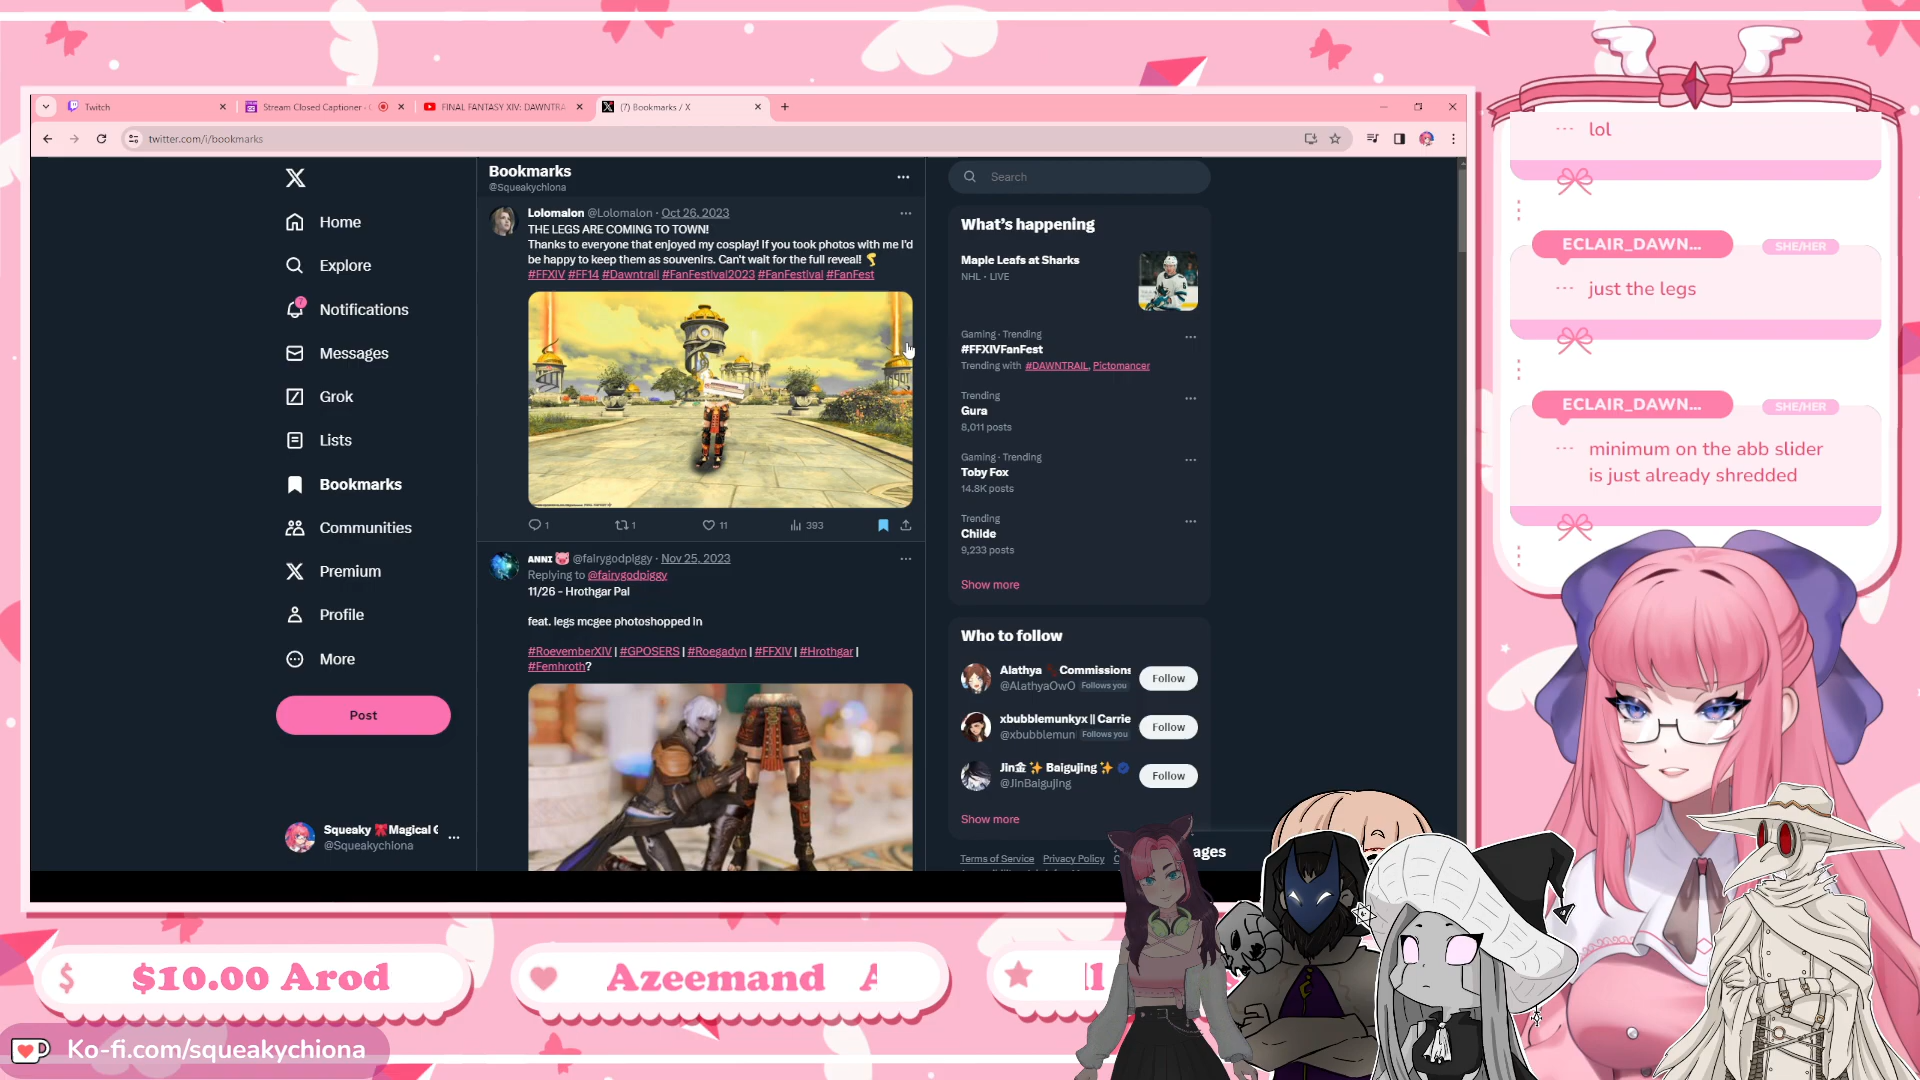 Twitch
Stream Closed Captioner -
FINAL FANTASY XIV: DAWNTRA
(7) Bookmarks / X
twitter.com/i/bookmarks
Home
Explore
Notifications
Messages
Grok
Lists
Bookmarks
Communities
Premium
Profile
More
Post
Squeaky 🎀Magical G
@Squeakychiona
Bookmarks
@Squeakychiona
Lolomalon @Lolomalon · Oct 26, 2023
THE LEGS ARE COMING TO TOWN!
Thanks to everyone that enjoyed my cosplay! If you took photos with me I'd
be happy to keep them as souvenirs. Can't wait for the full reveal!
#FFXIV #FF14 #Dawntrail #FanFestival2023 #FanFestival #FanFest
1 1 11 393
ANNI 🐷 @fairygodpiggy · Nov 25, 2023
Replying to @fairygodpiggy
11/26 - Hrothgar Pal
feat. legs mcgee photoshopped in
#RoevemberXIV | #GPOSERS | #Roegadyn | #FFXIV | #Hrothgar |
#Femhroth?
Search
What's happening
Maple Leafs at Sharks
NHL · LIVE
Gaming · Trending
#FFXIVFanFest
Trending with #DAWNTRAIL, Pictomancer
Trending
Gura
8,011 posts
Gaming · Trending
Toby Fox
14.8K posts
Trending
Childe
9,233 posts
Show more
Who to follow
Alathya Commissions
@AlathyaOwO Follows you
Follow
xbubblemunkyx || Carrie
@xbubblemun Follows you
Follow
Jin金 ✨ Baigujing ✨
@JinBaigujing
Follow
Show more
Terms of Service Privacy Policy C
ages
lol
ECLAIR_DAWN... SHE/HER
just the legs
ECLAIR_DAWN... SHE/HER
minimum on the abb slider
is just already shredded
$10.00 Arod
Azeemand
Ko-fi.com/squeakychiona